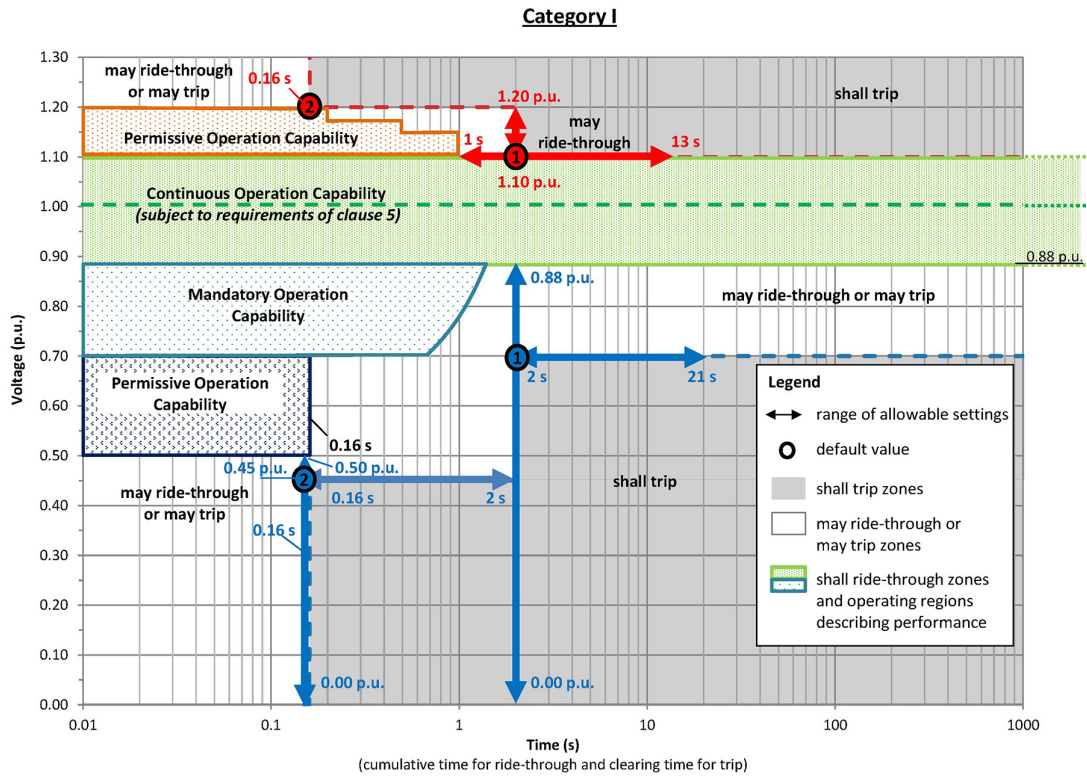 Category I
Voltage (p.u.)
1.30
1.20
1.10
1.00
0.90
0.80
0.70
0.60
0.50
0.40
0.30
0.20
0.10
0.00
may ride-through
or may trip
0.16 s
2
1.20 p.u.
shall trip
Permissive Operation Capability
may
ride-through
1 s
13 s
1
1.10 p.u.
Continuous Operation Capability
(subject to requirements of clause 5)
0.88 p.u.
0.88 p.u.
Mandatory Operation
Capability
may ride-through or may trip
1
2 s
21 s
Permissive Operation
Capability
0.16 s
0.45 p.u.
0.50 p.u.
2
may ride-through
or may trip
0.16 s
2 s
shall trip
0.16 s
0.00 p.u.
0.00 p.u.
Legend
range of allowable settings
default value
shall trip zones
may ride-through or
may trip zones
shall ride-through zones
and operating regions
describing performance
0.01
0.1
1
10
100
1000
Time (s)
(cumulative time for ride-through and clearing time for trip)